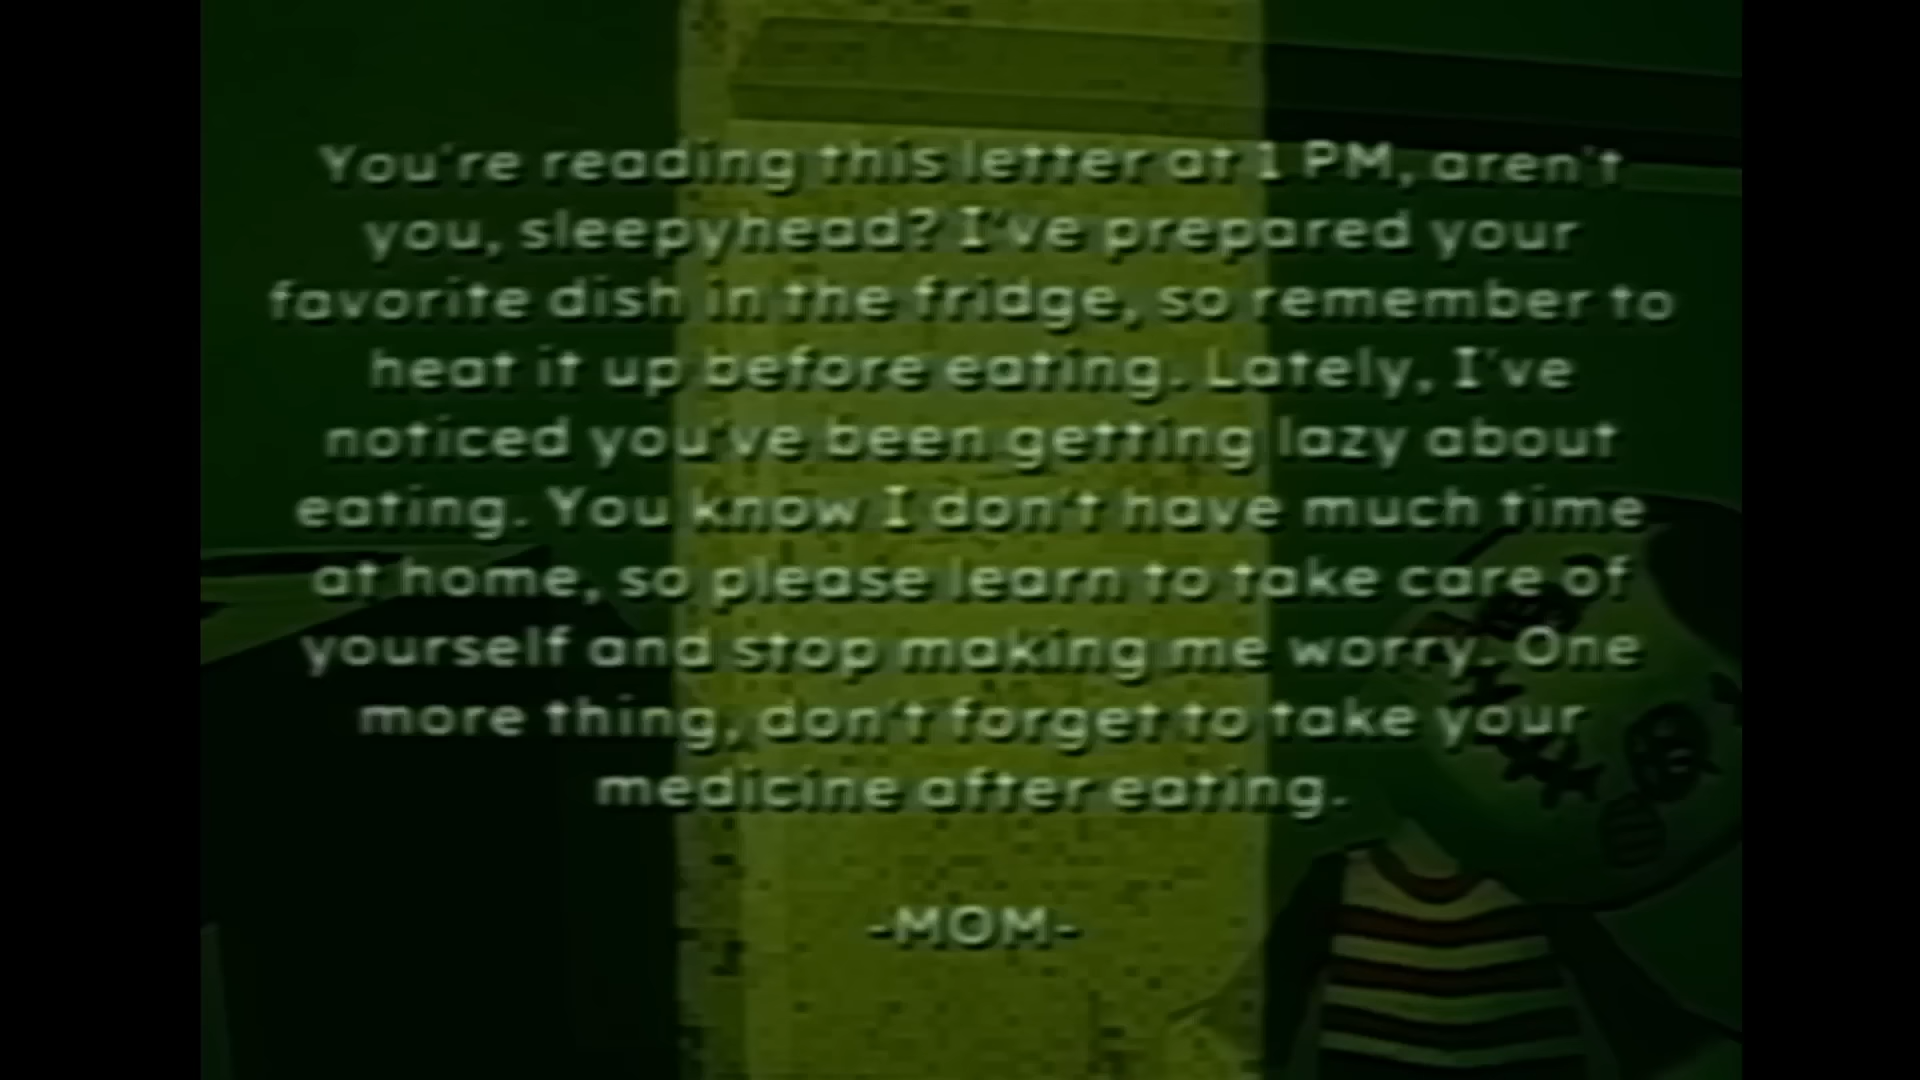 You're reading this letter at 1 PM, aren't
you, sleepyhead? I've prepared your
favorite dish in the fridge, so remember to
heat it up before eating. Lately, I've
noticed you've been getting lazy about
eating. You know I don't have much time
at home, so please learn to take care of
yourself and stop making me worry. One
more thing, don't forget to take your
medicine after eating.
-MOM-